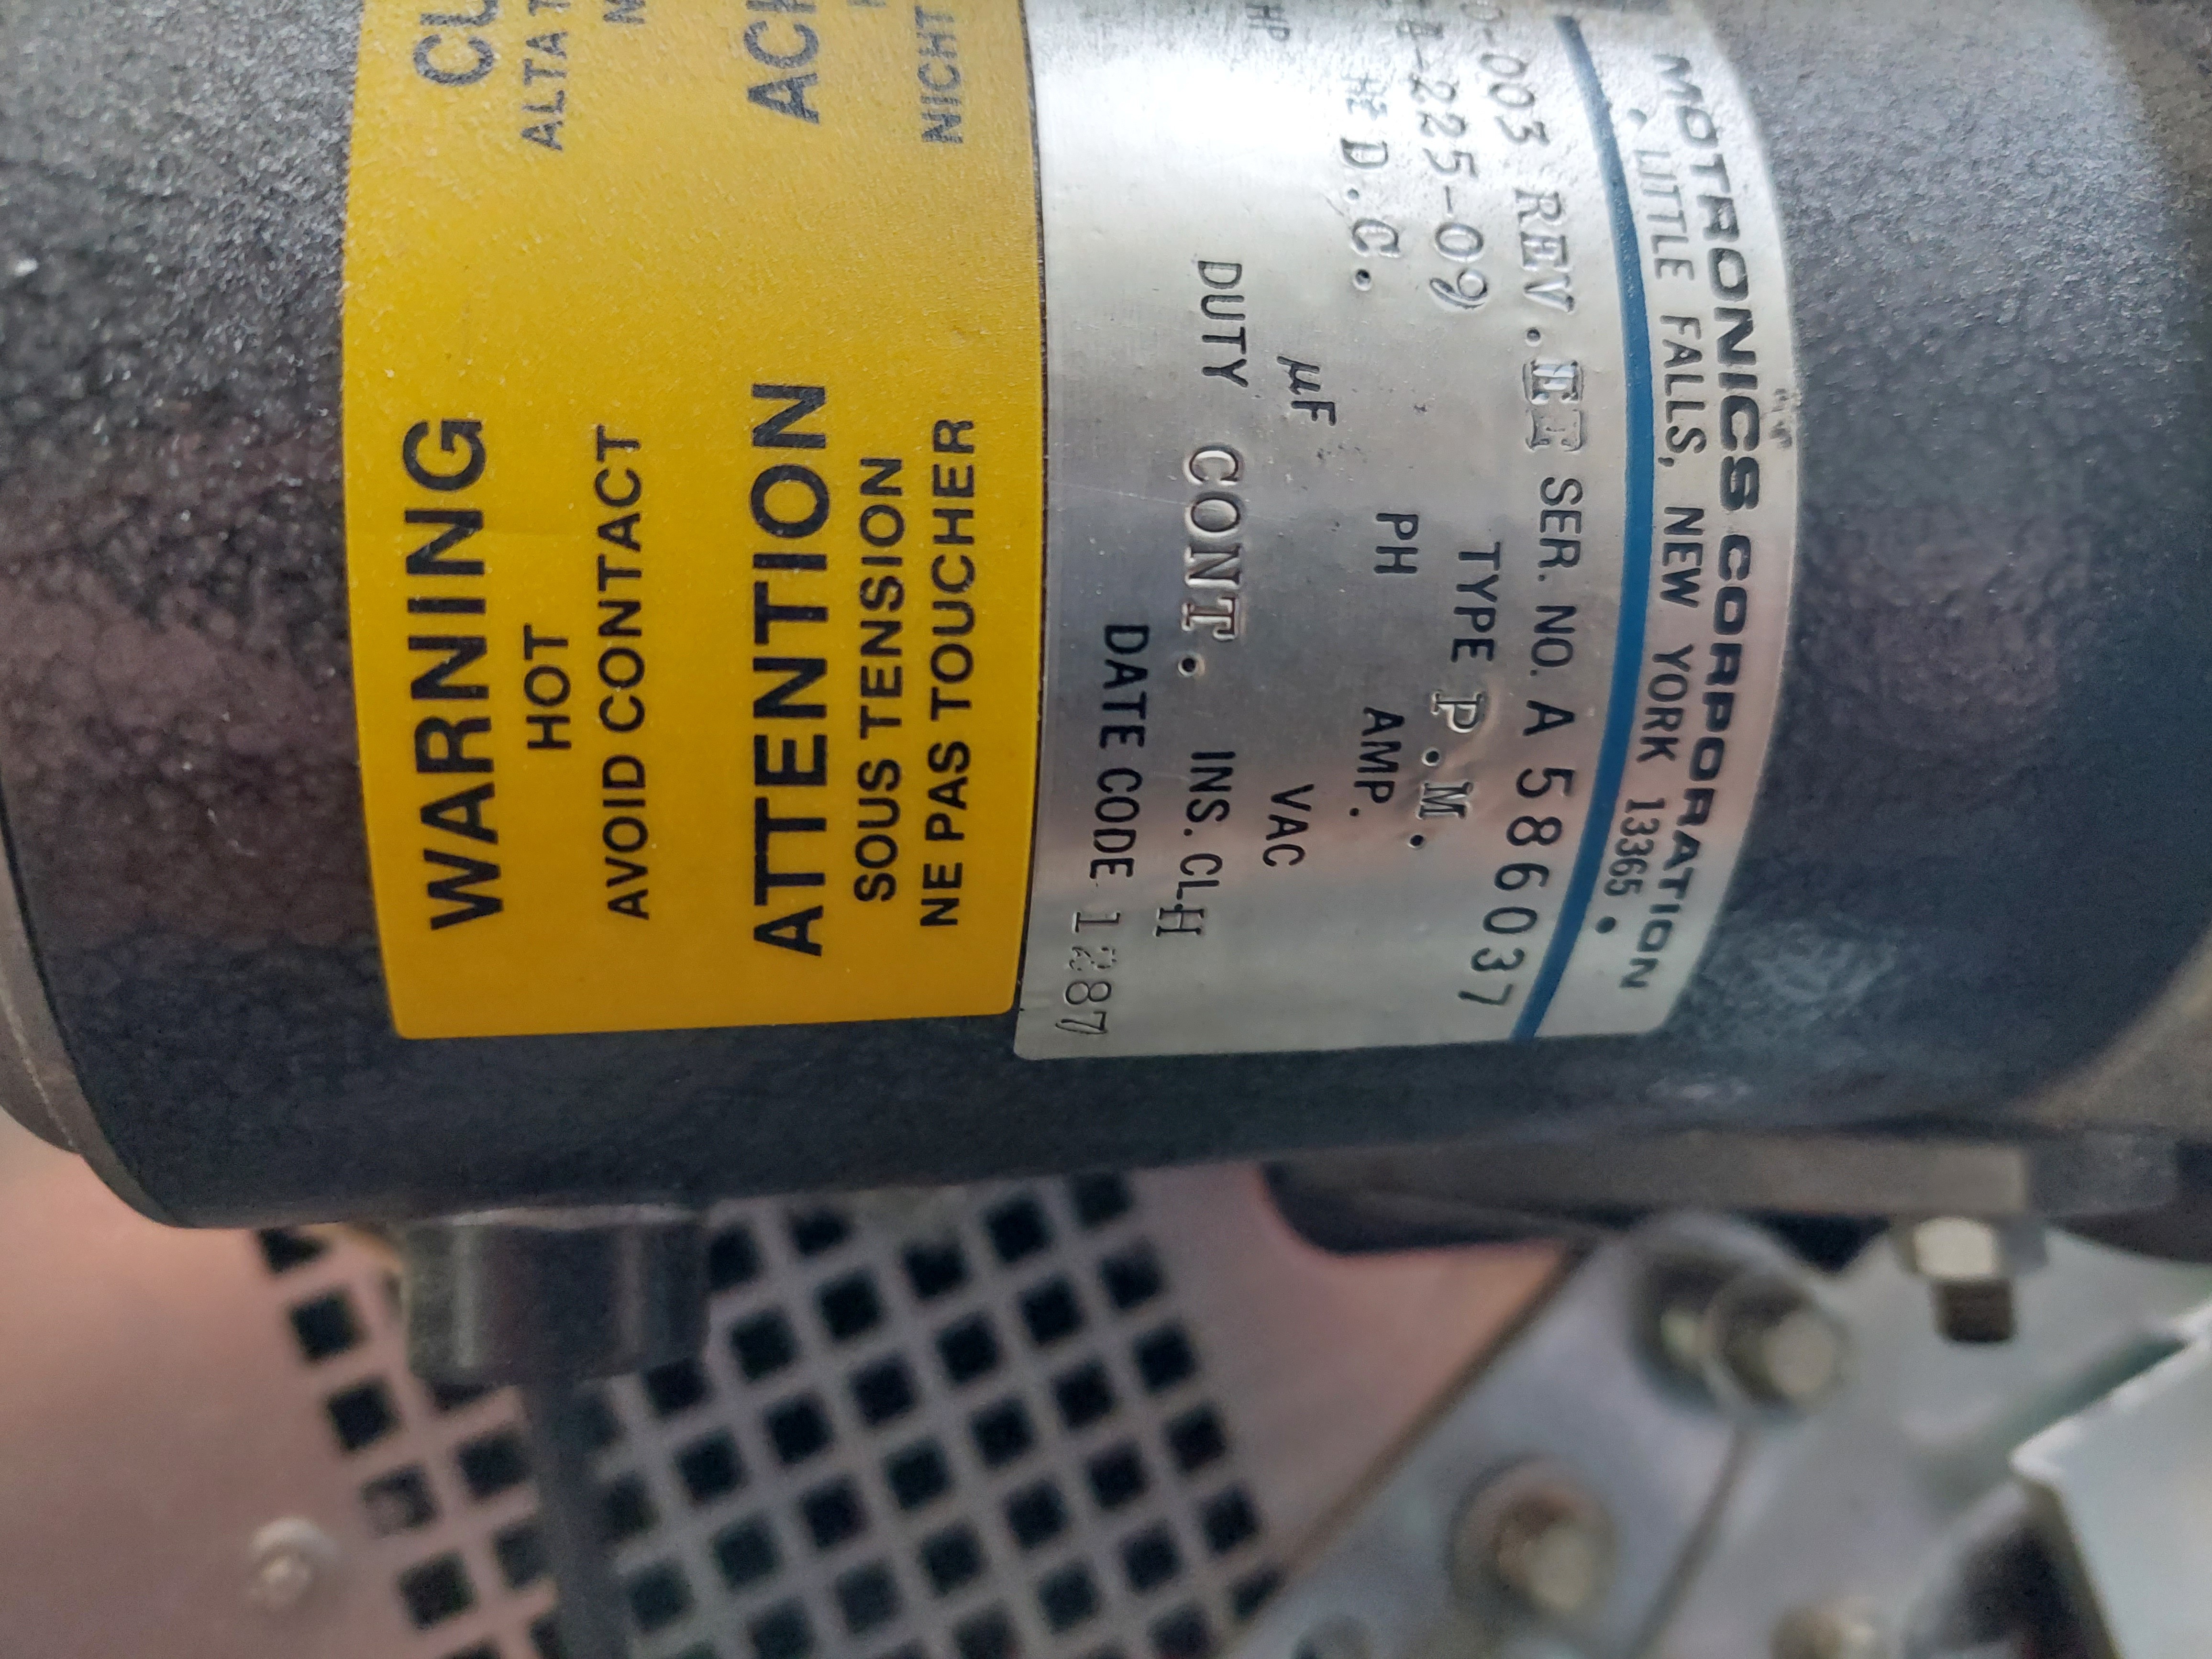 MOTRONICS CORPORATION
• LITTLE FALLS, NEW YORK 13365 •
-003 REV. SER. NO. A 586037
-225-09 TYPE P.M.
D.C. PH AMP.
µF VAC
HP DUTY CONT. INS. CL. H
DATE CODE 1287
WARNING
HOT
AVOID CONTACT
ATTENTION
SOUS TENSION
NE PAS TOUCHER
CU
ALTA T
N
ACH
NICHT